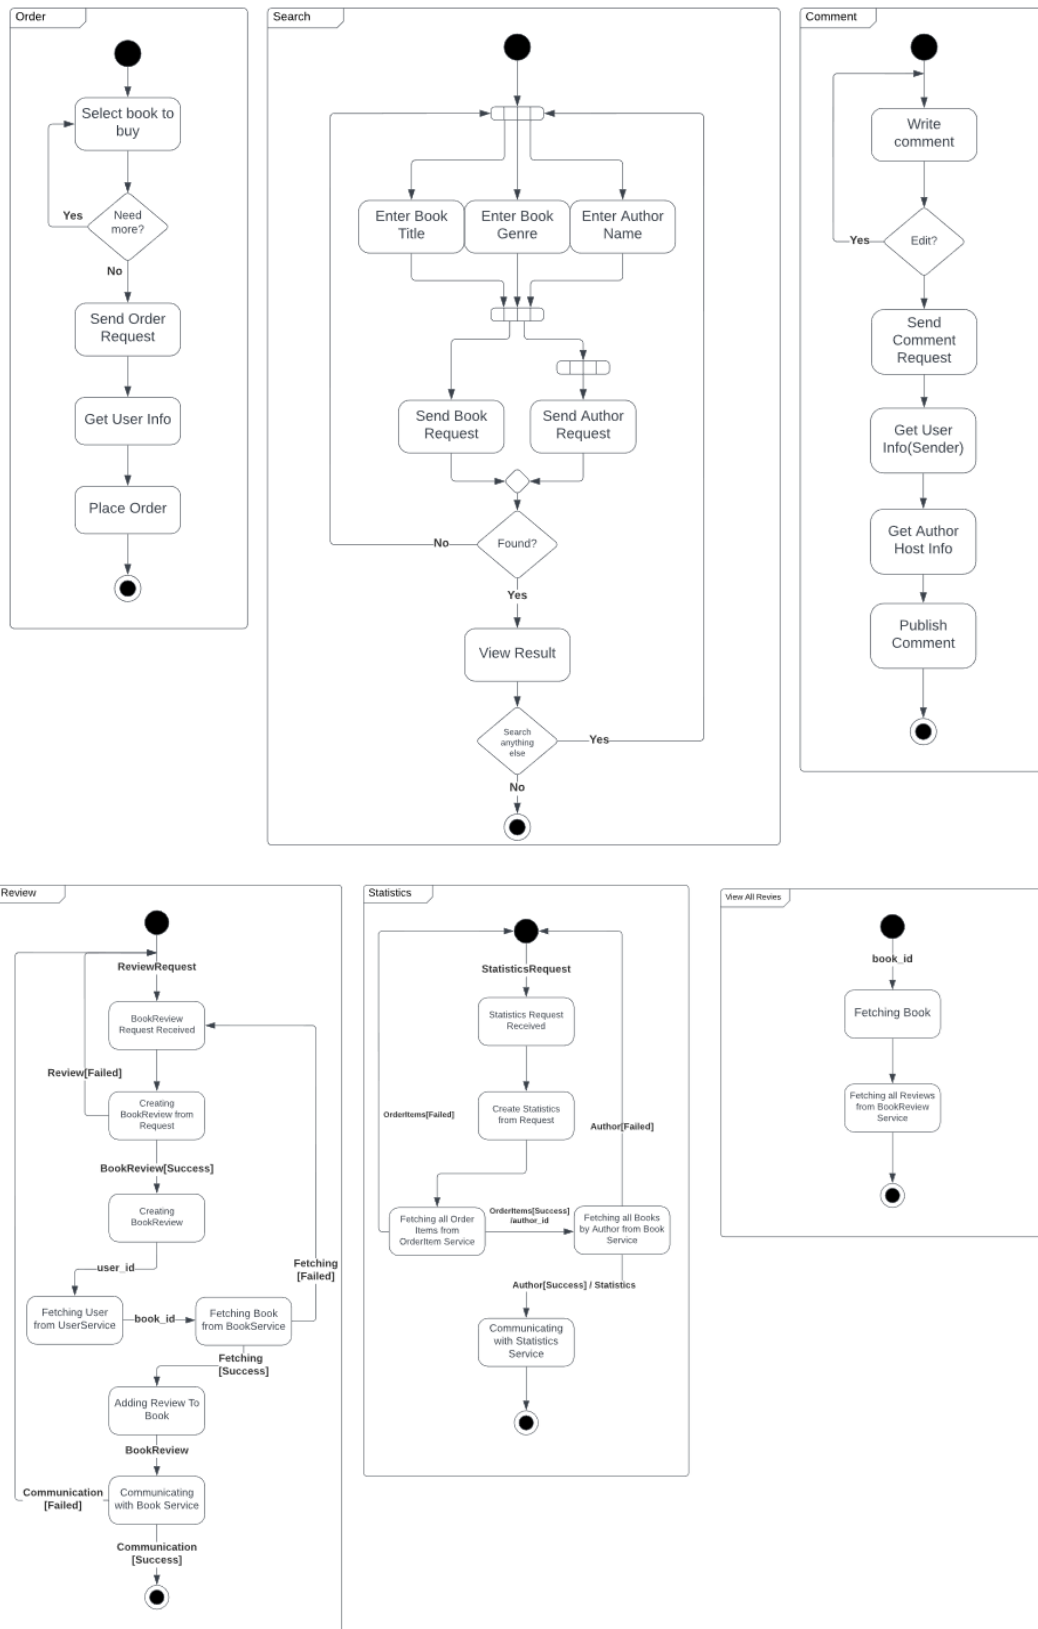 Order
Select book to
buy
Need
more?
Yes
No
Send Order
Request
Get User Info
Place Order
Search
Enter Book
Title
Enter Book
Genre
Enter Author
Name
Send Book
Request
Send Author
Request
Found?
No
Yes
View Result
Search
anything
else
Yes
No
Comment
Write
comment
Edit?
Yes
Send
Comment
Request
Get User
Info(Sender)
Get Author
Host Info
Publish
Comment
Review
ReviewRequest
BookReview
Request Received
Review[Failed]
Creating
BookReview from
Request
BookReview[Success]
Creating
BookReview
user_id
Fetching
[Failed]
Fetching User
from UserService
book_id
Fetching Book
from BookService
Fetching
[Success]
Adding Review To
Book
BookReview
Communication
[Failed]
Communicating
with Book Service
Communication
[Success]
Statistics
StatisticsRequest
Statistics Request
Received
OrderItems[Failed]
Create Statistics
from Request
Author[Failed]
Fetching all Order
Items from
OrderItem Service
OrderItems[Success]
/author_id
Fetching all Books
by Author from Book
Service
Author[Success] / Statistics
Communicating
with Statistics
Service
View All Revies
book_id
Fetching Book
Fetching all Reviews
from BookReview
Service